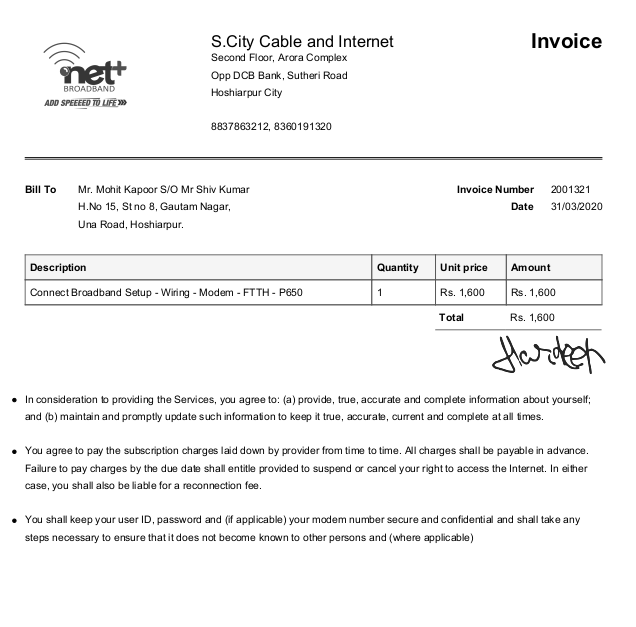 net+
BROADBAND
ADD SPEEEED TO LIFE
S.City Cable and Internet
Second Floor, Arora Complex
Opp DCB Bank, Sutheri Road
Hoshiarpur City
8837863212, 8360191320
Invoice
Bill To Mr. Mohit Kapoor S/O Mr Shiv Kumar
H.No 15, St no 8, Gautam Nagar,
Una Road, Hoshiarpur.
Invoice Number 2001321
Date 31/03/2020
Description Quantity Unit price Amount
Connect Broadband Setup - Wiring - Modem - FTTH - P650 1 Rs. 1,600 Rs. 1,600
Total Rs. 1,600
Hardeep
• In consideration to providing the Services, you agree to: (a) provide, true, accurate and complete information about yourself;
and (b) maintain and promptly update such information to keep it true, accurate, current and complete at all times.
• You agree to pay the subscription charges laid down by provider from time to time. All charges shall be payable in advance.
Failure to pay charges by the due date shall entitle provided to suspend or cancel your right to access the Internet. In either
case, you shall also be liable for a reconnection fee.
• You shall keep your user ID, password and (if applicable) your modem number secure and confidential and shall take any
steps necessary to ensure that it does not become known to other persons and (where applicable)